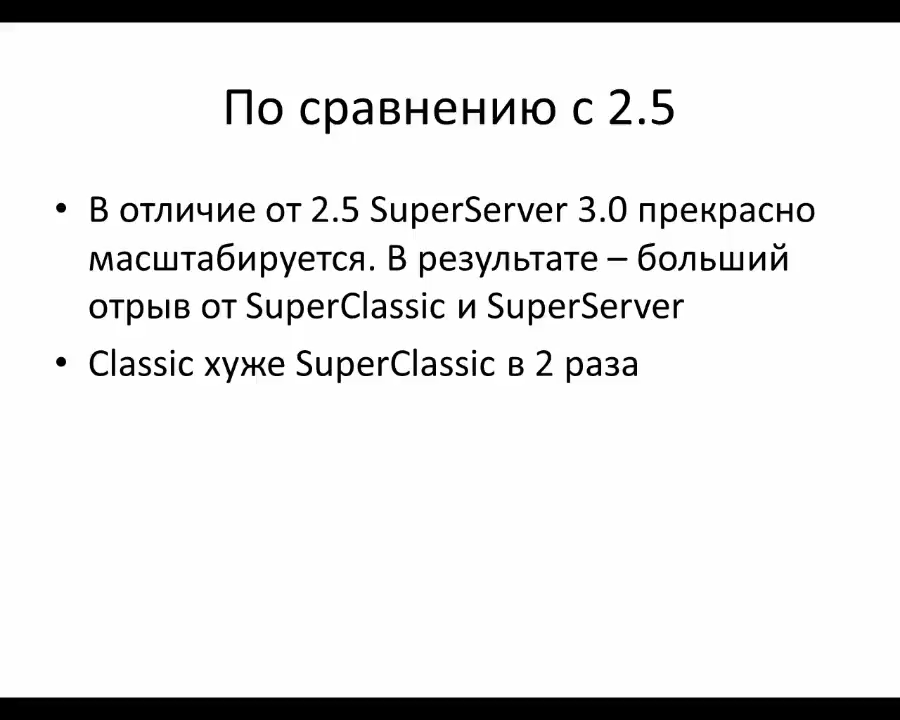 По сравнению с 2.5
• В отличие от 2.5 SuperServer 3.0 прекрасно
масштабируется. В результате – больший
отрыв от SuperClassic и SuperServer
• Classic хуже SuperClassic в 2 раза